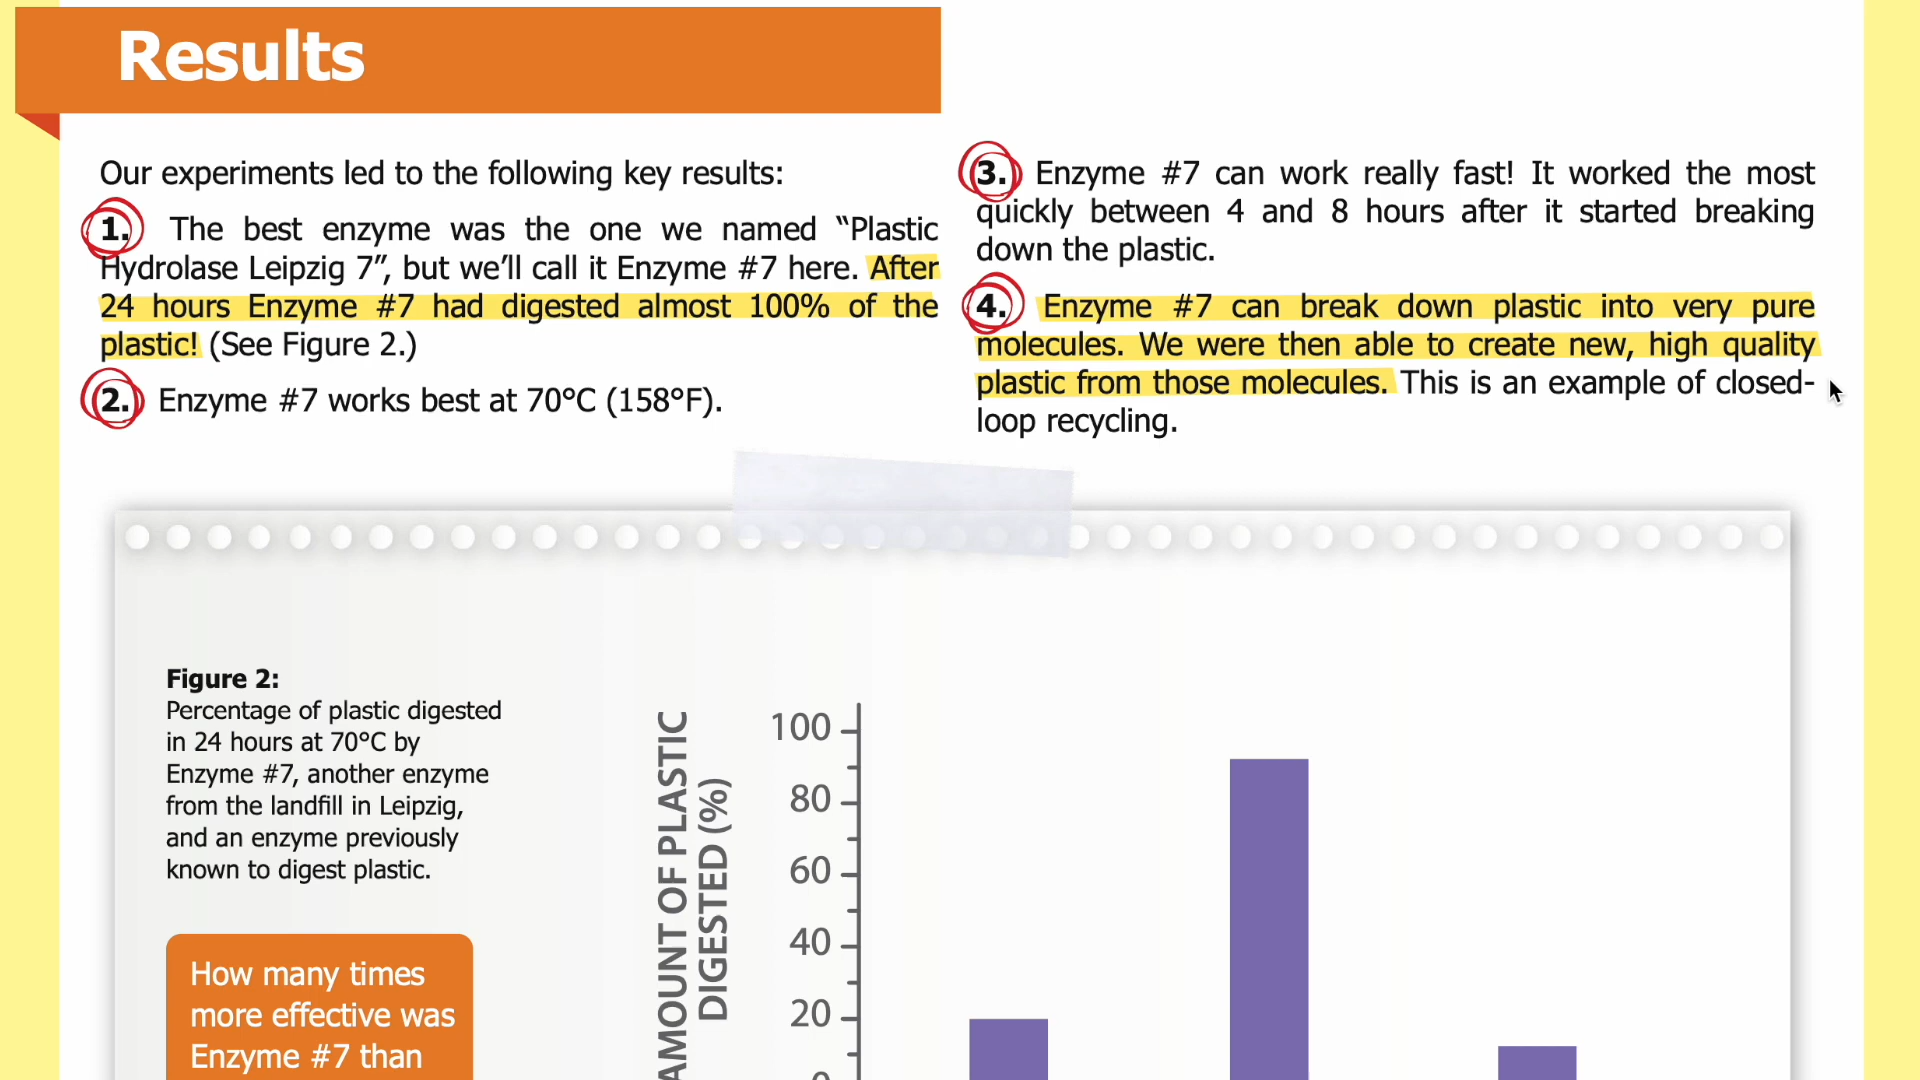 Results
Our experiments led to the following key results:
1. The best enzyme was the one we named “Plastic
Hydrolase Leipzig 7”, but we’ll call it Enzyme #7 here. After
24 hours Enzyme #7 had digested almost 100% of the
plastic! (See Figure 2.)
2. Enzyme #7 works best at 70°C (158°F).
3. Enzyme #7 can work really fast! It worked the most
quickly between 4 and 8 hours after it started breaking
down the plastic.
4. Enzyme #7 can break down plastic into very pure
molecules. We were then able to create new, high quality
plastic from those molecules. This is an example of closed-
loop recycling.
Figure 2:
Percentage of plastic digested
in 24 hours at 70°C by
Enzyme #7, another enzyme
from the landfill in Leipzig,
and an enzyme previously
known to digest plastic.
How many times
more effective was
Enzyme #7 than
AMOUNT OF PLASTIC
DIGESTED (%)
100
80
60
40
20
0